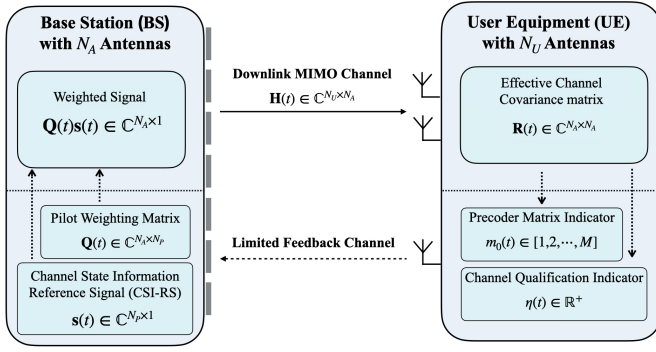 Base Station (BS)
with N_A Antennas
Weighted Signal
Q(t)s(t) ∈ ℂ^{N_A×1}
Pilot Weighting Matrix
Q(t) ∈ ℂ^{N_A×N_P}
Channel State Information
Reference Signal (CSI-RS)
s(t) ∈ ℂ^{N_P×1}
Downlink MIMO Channel
H(t) ∈ ℂ^{N_U×N_A}
Limited Feedback Channel
User Equipment (UE)
with N_U Antennas
Effective Channel
Covariance matrix
R(t) ∈ ℂ^{N_A×N_A}
Precoder Matrix Indicator
m_0(t) ∈ [1,2,⋯,M]
Channel Qualification Indicator
η(t) ∈ ℝ^+